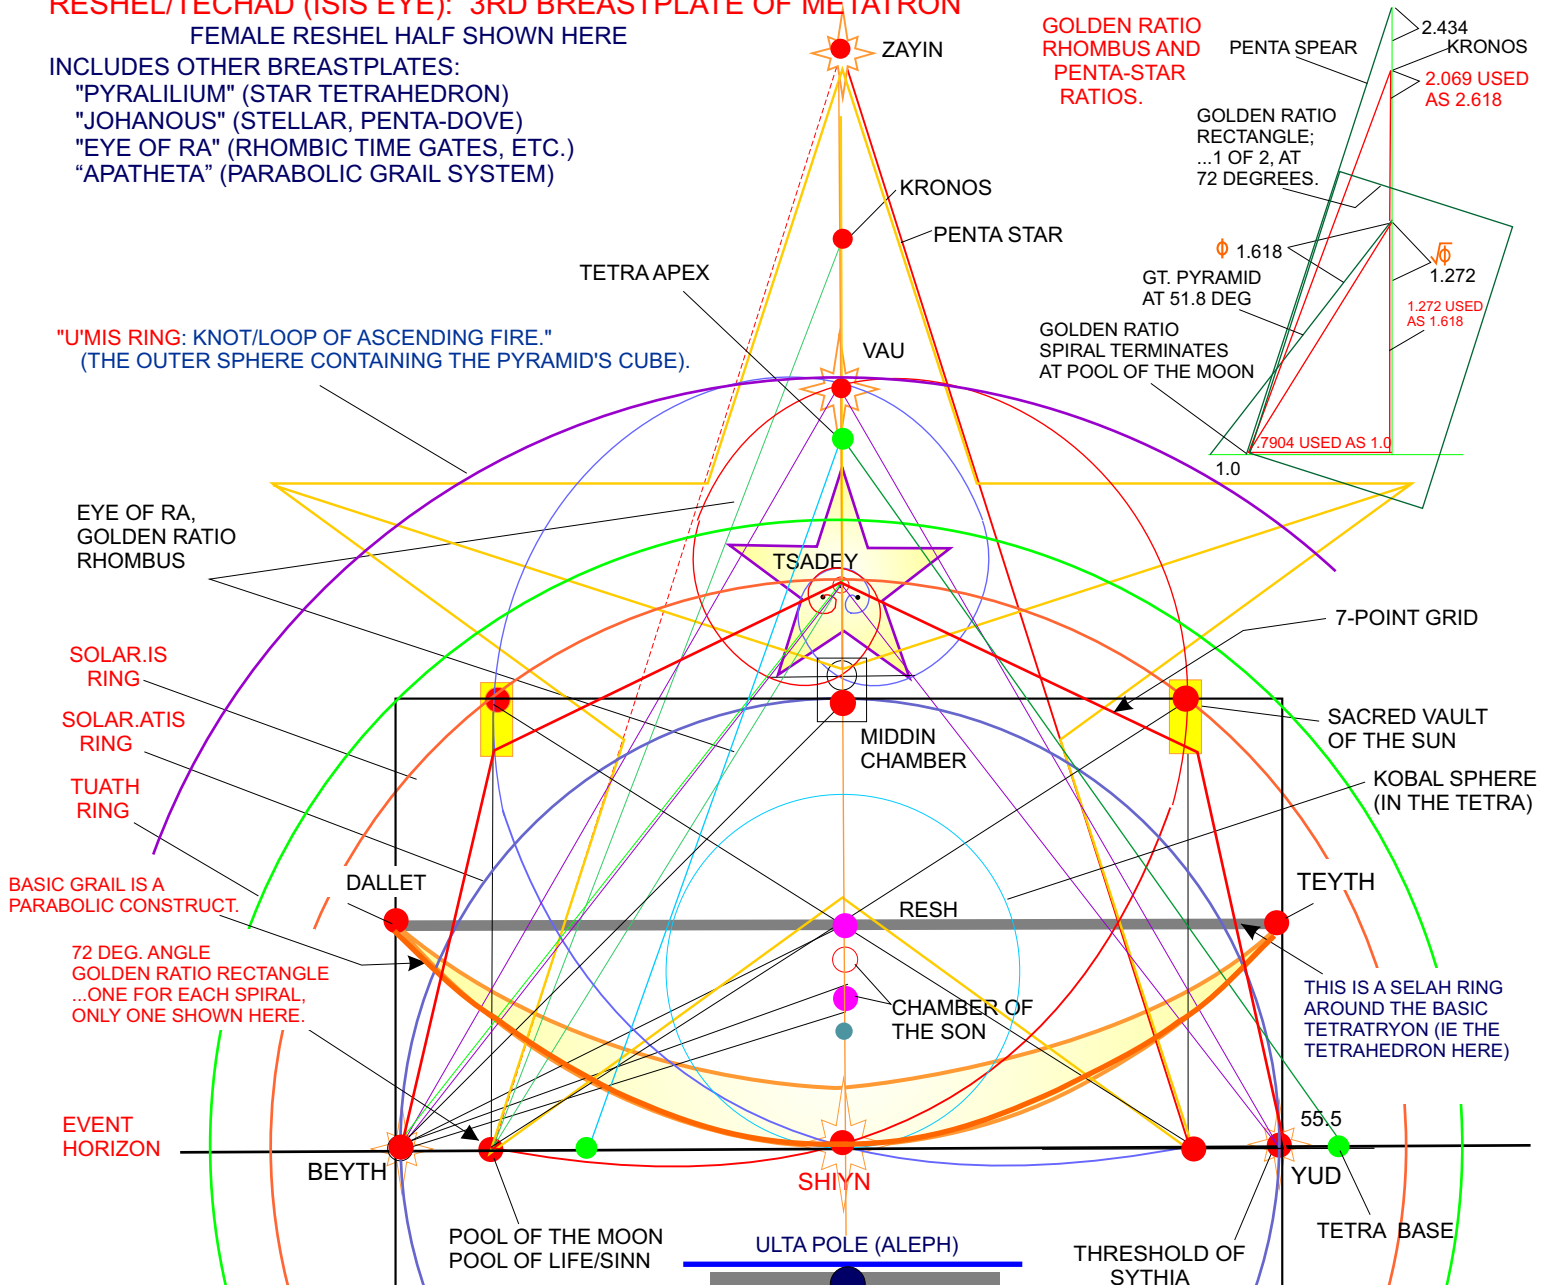 RESHEL/TECHAD (ISIS EYE): 3RD BREASTPLATE OF METATRON
FEMALE RESHEL HALF SHOWN HERE
INCLUDES OTHER BREASTPLATES:
"PYRALILIUM" (STAR TETRAHEDRON)
"JOHANOUS" (STELLAR, PENTA-DOVE)
"EYE OF RA" (RHOMBIC TIME GATES, ETC.)
“APATHETA” (PARABOLIC GRAIL SYSTEM)
ZAYIN
KRONOS
PENTA STAR
TETRA APEX
VAU
GOLDEN RATIO
RHOMBUS AND
PENTA-STAR
RATIOS.
PENTA SPEAR
2.434
KRONOS
2.069 USED
AS 2.618
GOLDEN RATIO
RECTANGLE;
...1 OF 2, AT
72 DEGREES.
ϕ 1.618
√ϕ
1.272
GT. PYRAMID
AT 51.8 DEG
1.272 USED
AS 1.618
GOLDEN RATIO
SPIRAL TERMINATES
AT POOL OF THE MOON
.7904 USED AS 1.0
1.0
"U'MIS RING: KNOT/LOOP OF ASCENDING FIRE."
(THE OUTER SPHERE CONTAINING THE PYRAMID'S CUBE).
EYE OF RA,
GOLDEN RATIO
RHOMBUS
TSADEY
7-POINT GRID
SOLAR.IS
RING
SOLAR.ATIS
RING
TUATH
RING
MIDDIN
CHAMBER
SACRED VAULT
OF THE SUN
KOBAL SPHERE
(IN THE TETRA)
BASIC GRAIL IS A
PARABOLIC CONSTRUCT.
DALLET
RESH
TEYTH
72 DEG. ANGLE
GOLDEN RATIO RECTANGLE
...ONE FOR EACH SPIRAL,
ONLY ONE SHOWN HERE.
CHAMBER OF
THE SON
THIS IS A SELAH RING
AROUND THE BASIC
TETRATRYON (IE THE
TETRAHEDRON HERE)
EVENT
HORIZON
55.5
BEYTH
SHIYN
YUD
POOL OF THE MOON
POOL OF LIFE/SINN
ULTA POLE (ALEPH)
THRESHOLD OF
SYTHIA
TETRA BASE